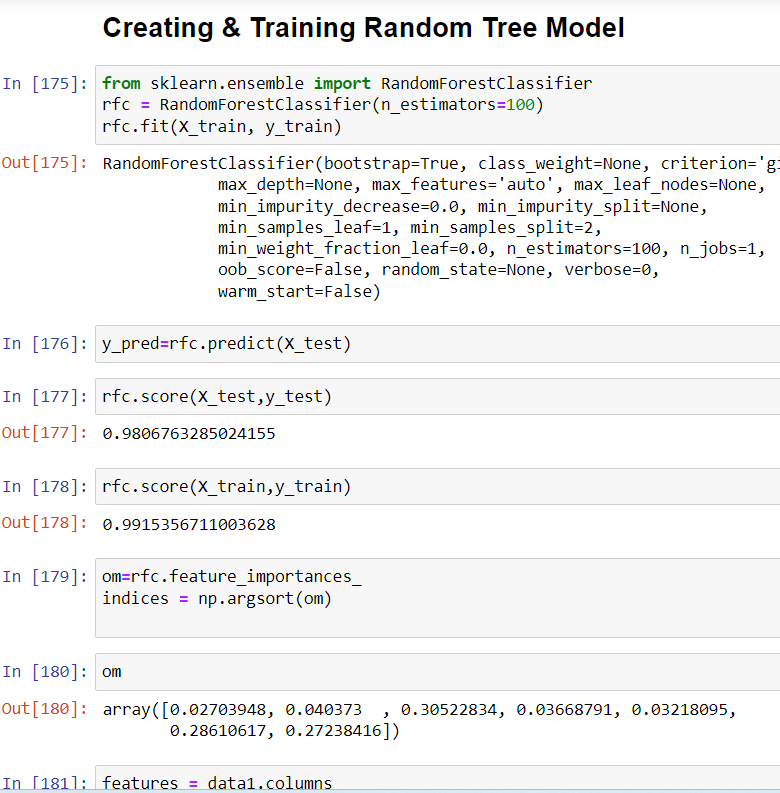 Creating & Training Random Tree Model
In [175]: from sklearn.ensemble import RandomForestClassifier
rfc = RandomForestClassifier(n_estimators=100)
rfc.fit(X_train, y_train)
Out[175]: RandomForestClassifier(bootstrap=True, class_weight=None, criterion='gi
max_depth=None, max_features='auto', max_leaf_nodes=None,
min_impurity_decrease=0.0, min_impurity_split=None,
min_samples_leaf=1, min_samples_split=2,
min_weight_fraction_leaf=0.0, n_estimators=100, n_jobs=1,
oob_score=False, random_state=None, verbose=0,
warm_start=False)
In [176]: y_pred=rfc.predict(X_test)
In [177]: rfc.score(X_test,y_test)
Out[177]: 0.9806763285024155
In [178]: rfc.score(X_train,y_train)
Out[178]: 0.9915356711003628
In [179]: om=rfc.feature_importances_
indices = np.argsort(om)
In [180]: om
Out[180]: array([0.02703948, 0.040373  , 0.30522834, 0.03668791, 0.03218095,
0.28610617, 0.27238416])
In [181]: features = data1.columns